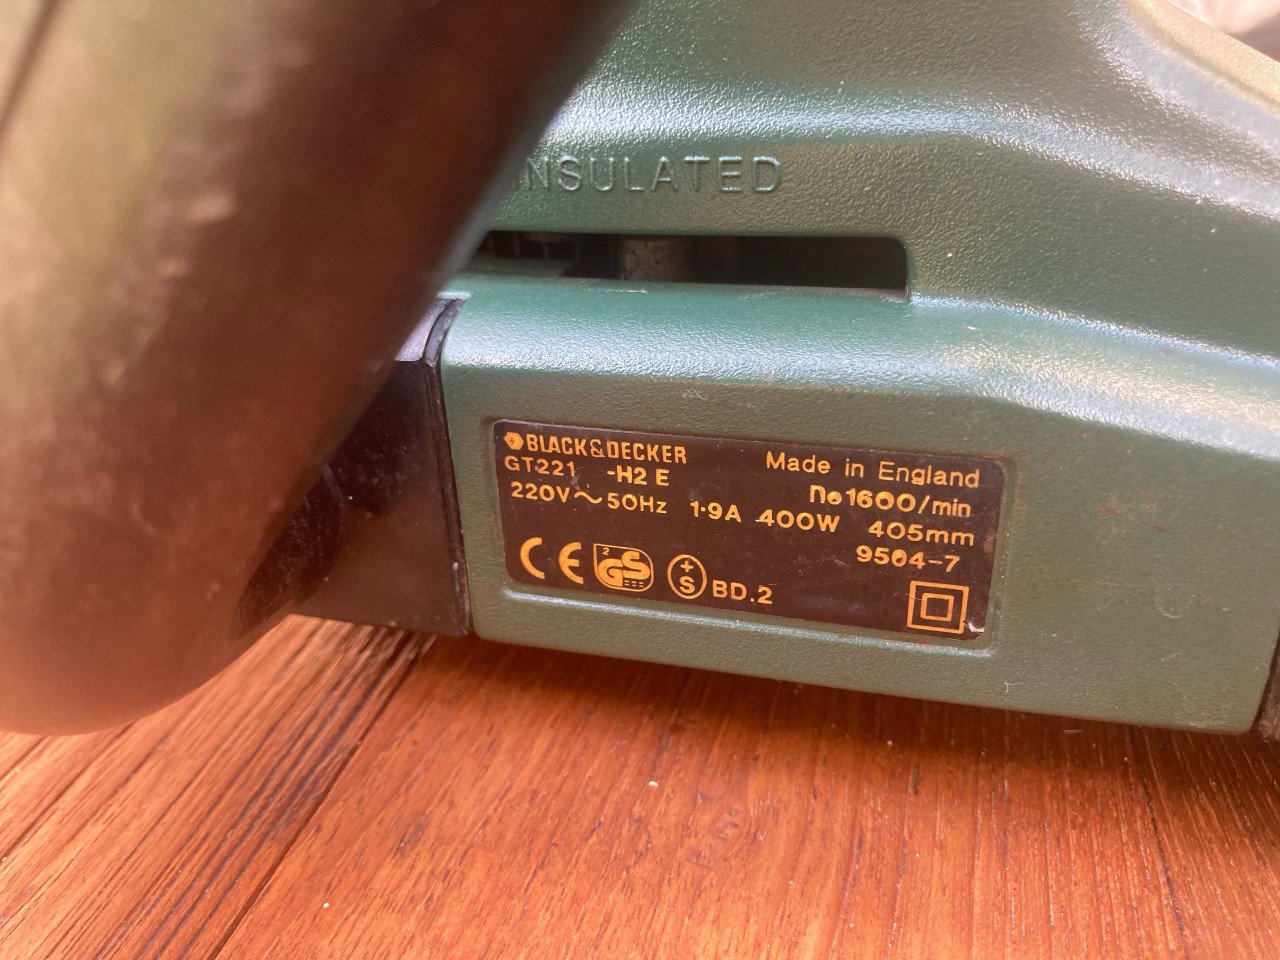 INSULATED
BLACK&DECKER
GT221 -H2 E
Made in England
220V~50Hz 1·9A 400W 405mm
no1600/min
9504-7
CE 2 GS +S BD.2